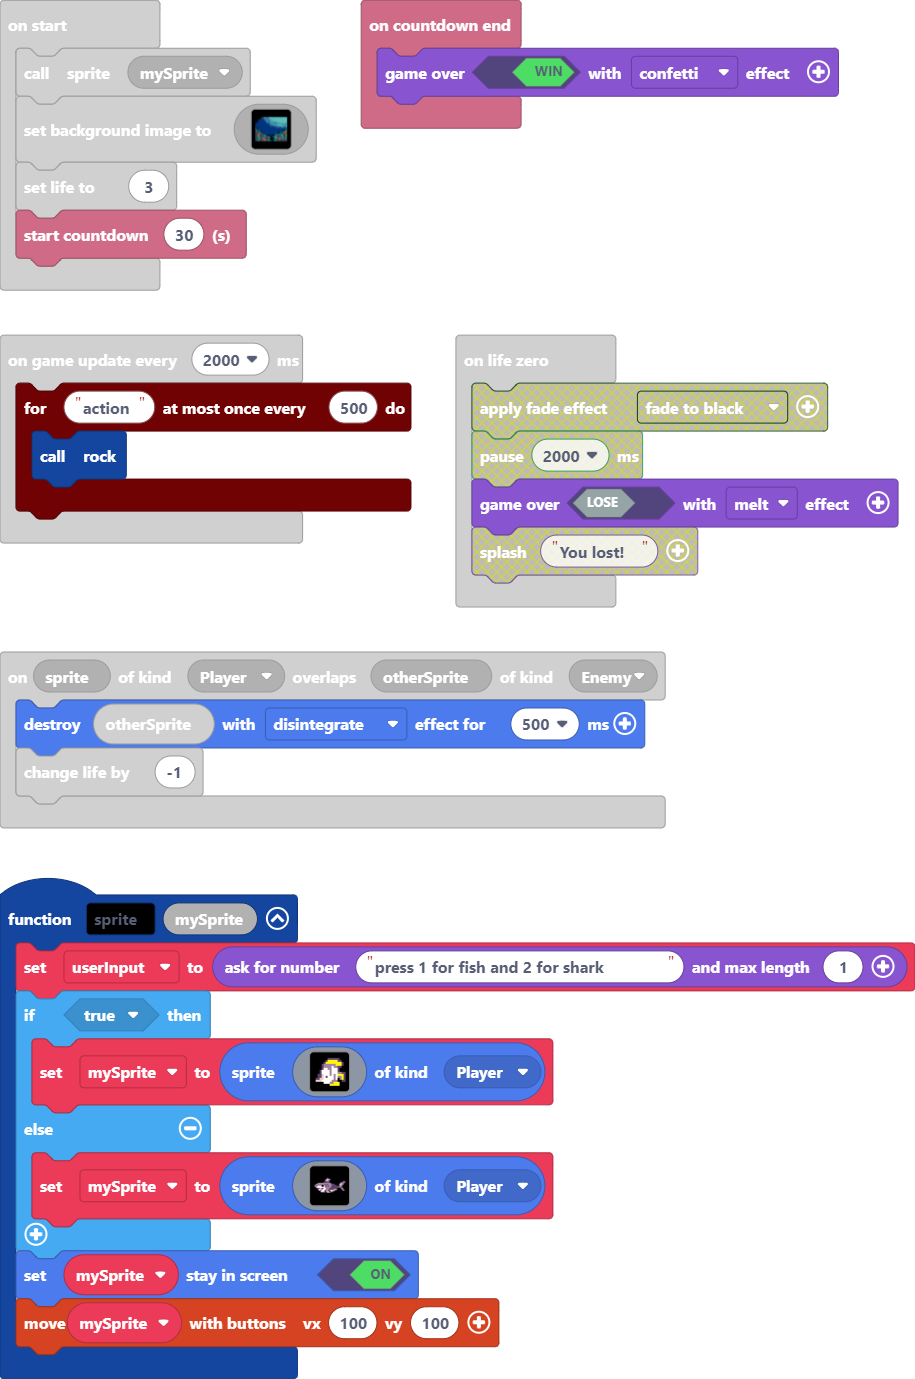 on start
call sprite mySprite
set background image to
set life to 3
start countdown 30 (s)
on countdown end
game over WIN with confetti effect
on game update every 2000 ms
for "action" at most once every 500 do
call rock
on life zero
apply fade effect fade to black
pause 2000 ms
game over LOSE with melt effect
splash "You lost! "
on sprite of kind Player overlaps otherSprite of kind Enemy
destroy otherSprite with disintegrate effect for 500 ms
change life by -1
function sprite mySprite
set userInput to ask for number "press 1 for fish and 2 for shark " and max length 1
if true then
set mySprite to sprite of kind Player
else
set mySprite to sprite of kind Player
set mySprite stay in screen ON
move mySprite with buttons vx 100 vy 100